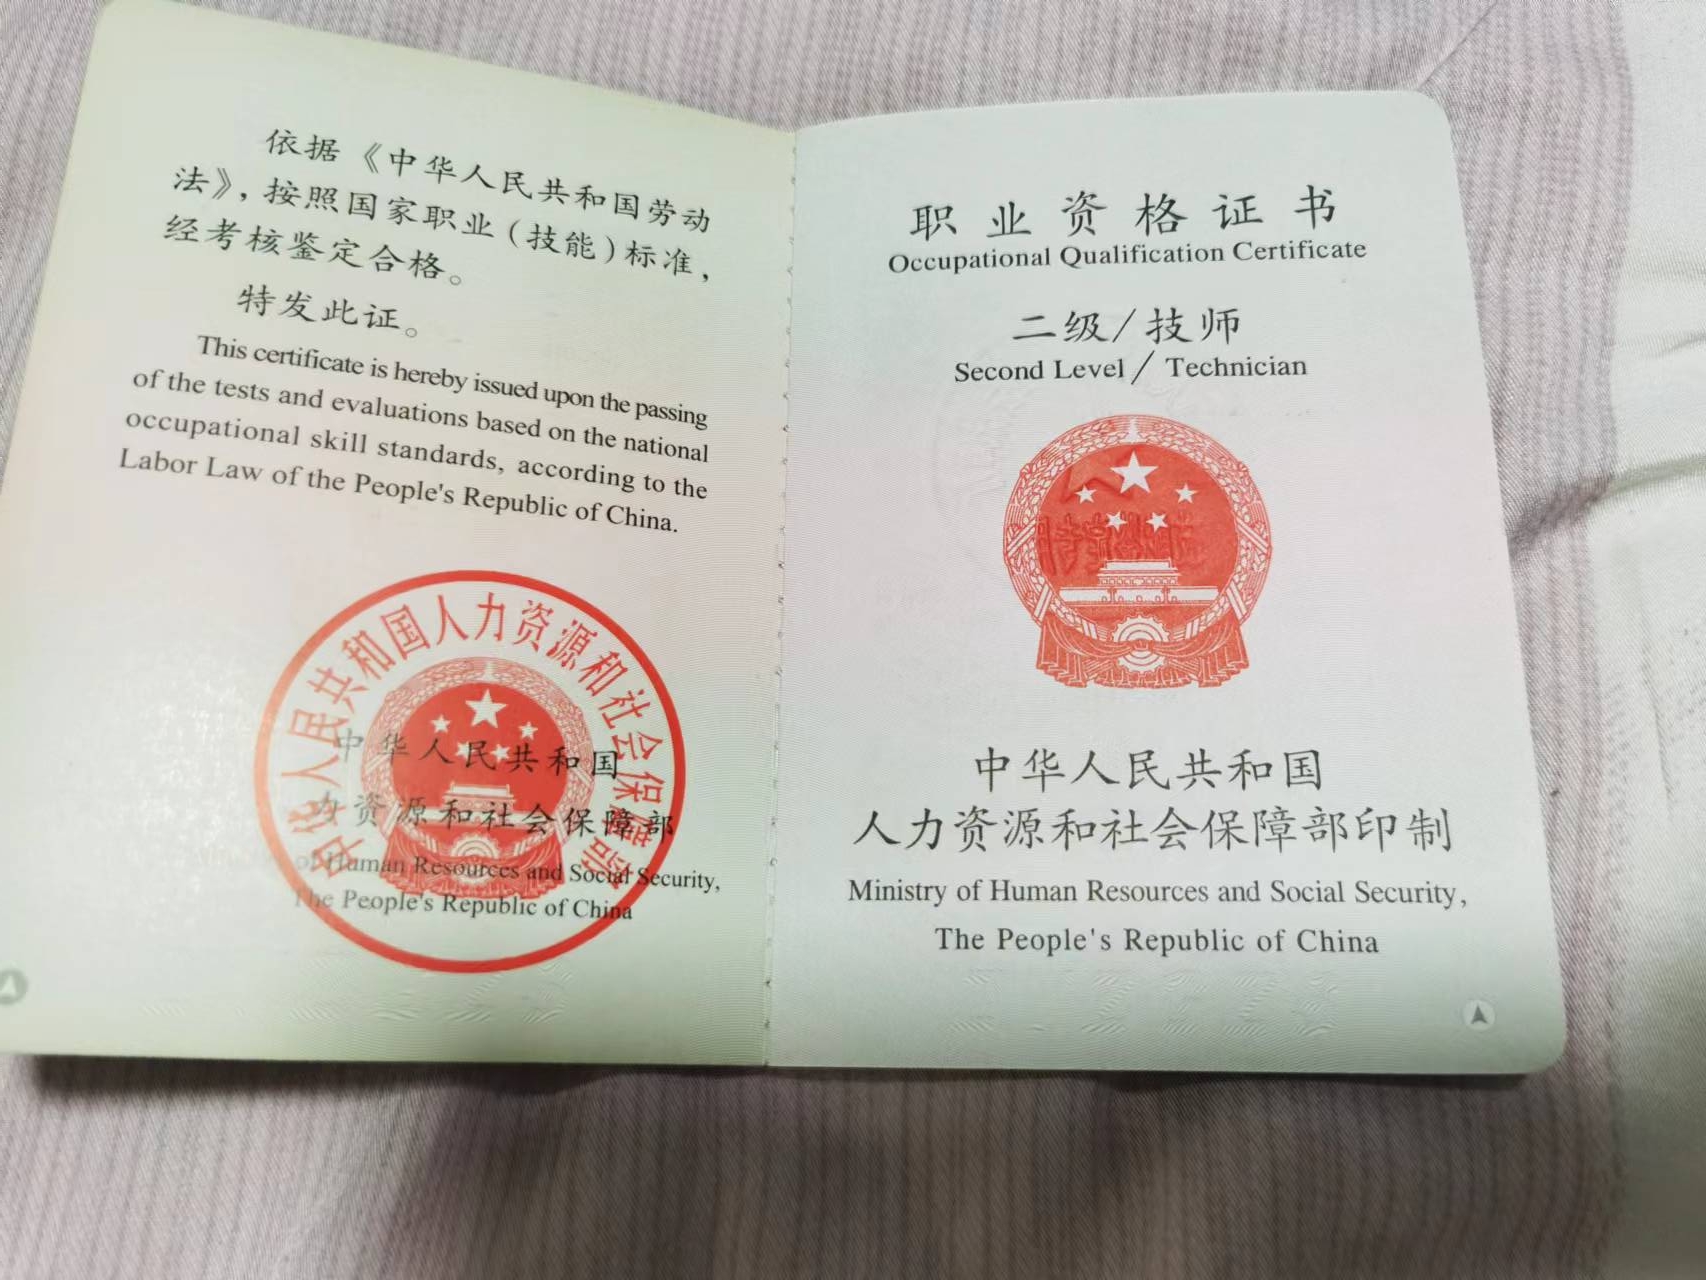 依据《中华人民共和国劳动
法》，按照国家职业（技能）标准，
经考核鉴定合格。
特发此证。
This certificate is hereby issued upon the passing
of the tests and evaluations based on the national
occupational skill standards, according to the
Labor Law of the People's Republic of China.
中华人民共和国人力资源和社会保障部
中华人民共和国
力资源和社会保障部
of Human Resources and Social Security,
The People's Republic of China
职业资格证书
Occupational Qualification Certificate
二级/技师
Second Level/Technician
中华人民共和国
人力资源和社会保障部印制
Ministry of Human Resources and Social Security,
The People's Republic of China